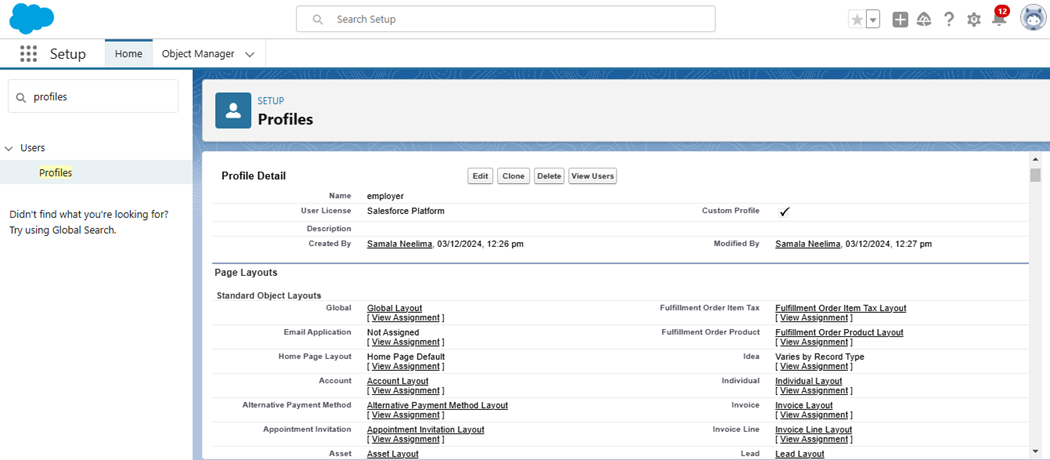 Search Setup
12
Setup
Home
Object Manager
profiles
Users
Profiles
Didn't find what you're looking for?
Try using Global Search.
SETUP
Profiles
Profile Detail
Edit Clone Delete View Users
Name employer
User License Salesforce Platform Custom Profile ✓
Description
Created By Samala Neelima, 03/12/2024, 12:26 pm Modified By Samala Neelima, 03/12/2024, 12:27 pm
Page Layouts
Standard Object Layouts
Global Global Layout Fulfillment Order Item Tax Fulfillment Order Item Tax Layout
[ View Assignment ] [ View Assignment ]
Email Application Not Assigned Fulfillment Order Product Fulfillment Order Product Layout
[ View Assignment ] [ View Assignment ]
Home Page Layout Home Page Default Idea Varies by Record Type
[ View Assignment ] [ View Assignment ]
Account Account Layout Individual Individual Layout
[ View Assignment ] [ View Assignment ]
Alternative Payment Method Alternative Payment Method Layout Invoice Invoice Layout
[ View Assignment ] [ View Assignment ]
Appointment Invitation Appointment Invitation Layout Invoice Line Invoice Line Layout
[ View Assignment ] [ View Assignment ]
Asset Asset Layout Lead Lead Layout